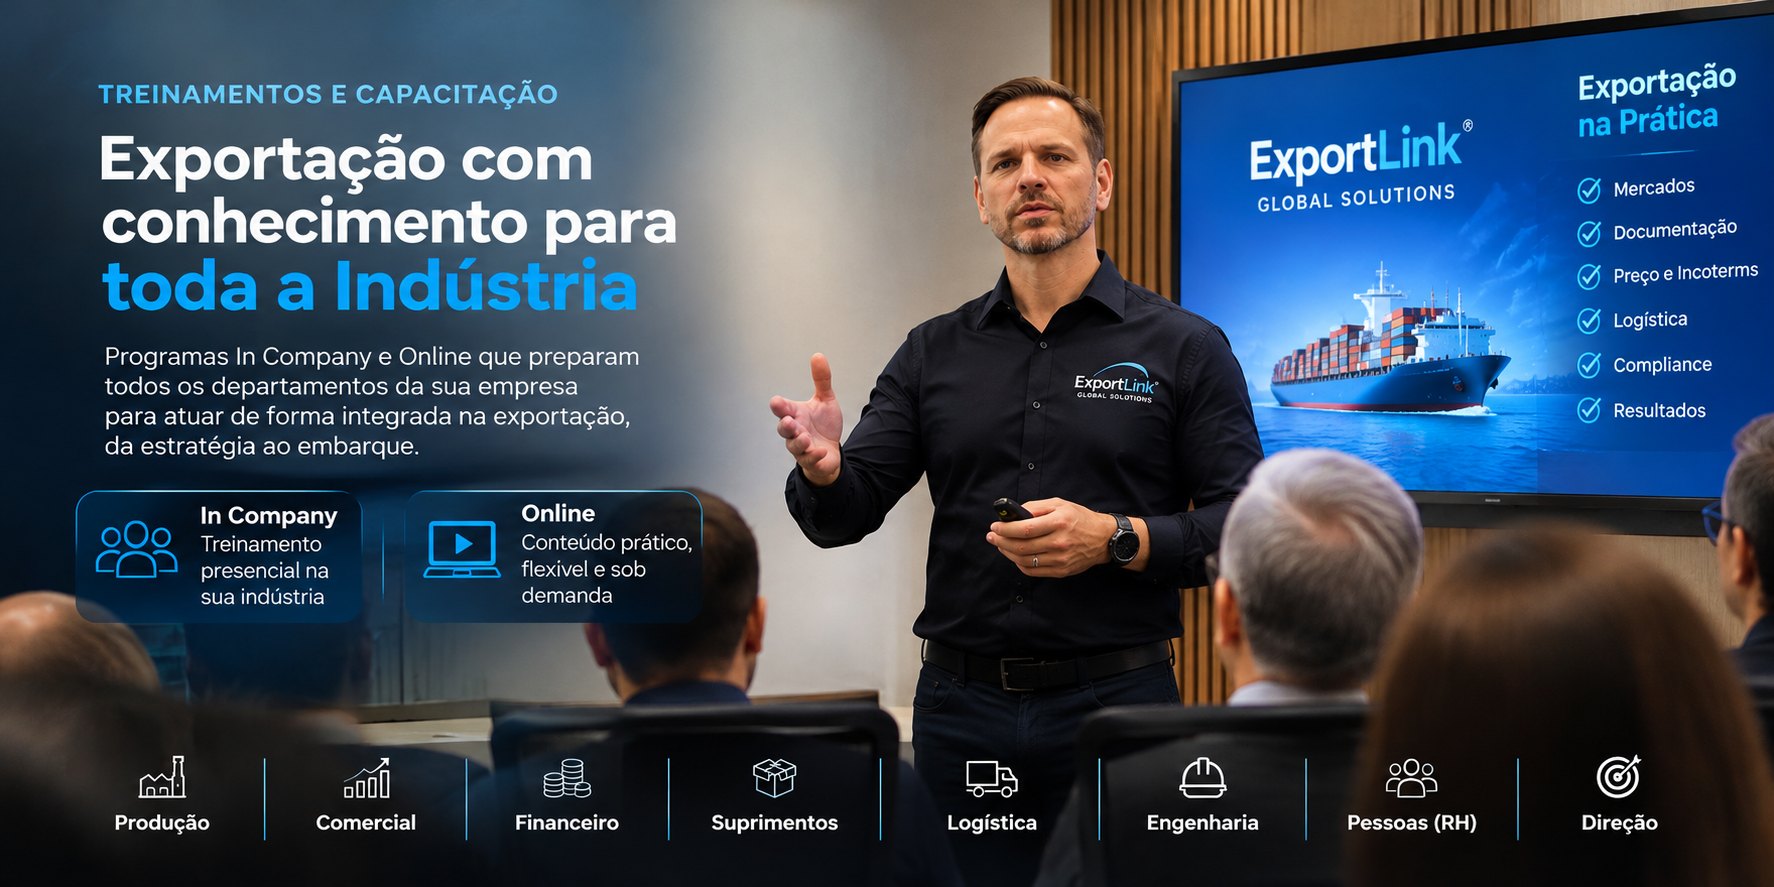 TREINAMENTOS E CAPACITAÇÃO
Exportação com
conhecimento para
toda a Indústria
Programas In Company e Online que preparam
todos os departamentos da sua empresa
para atuar de forma integrada na exportação,
da estratégia ao embarque.
In Company
Treinamento
presencial na
sua indústria
Online
Conteúdo prático,
flexível e sob
demanda
ExportLink®
GLOBAL SOLUTIONS
ExportLink®
GLOBAL SOLUTIONS
Exportação
na Prática
Mercados
Documentação
Preço e Incoterms
Logística
Compliance
Resultados
Produção
Comercial
Financeiro
Suprimentos
Logística
Engenharia
Pessoas (RH)
Direção